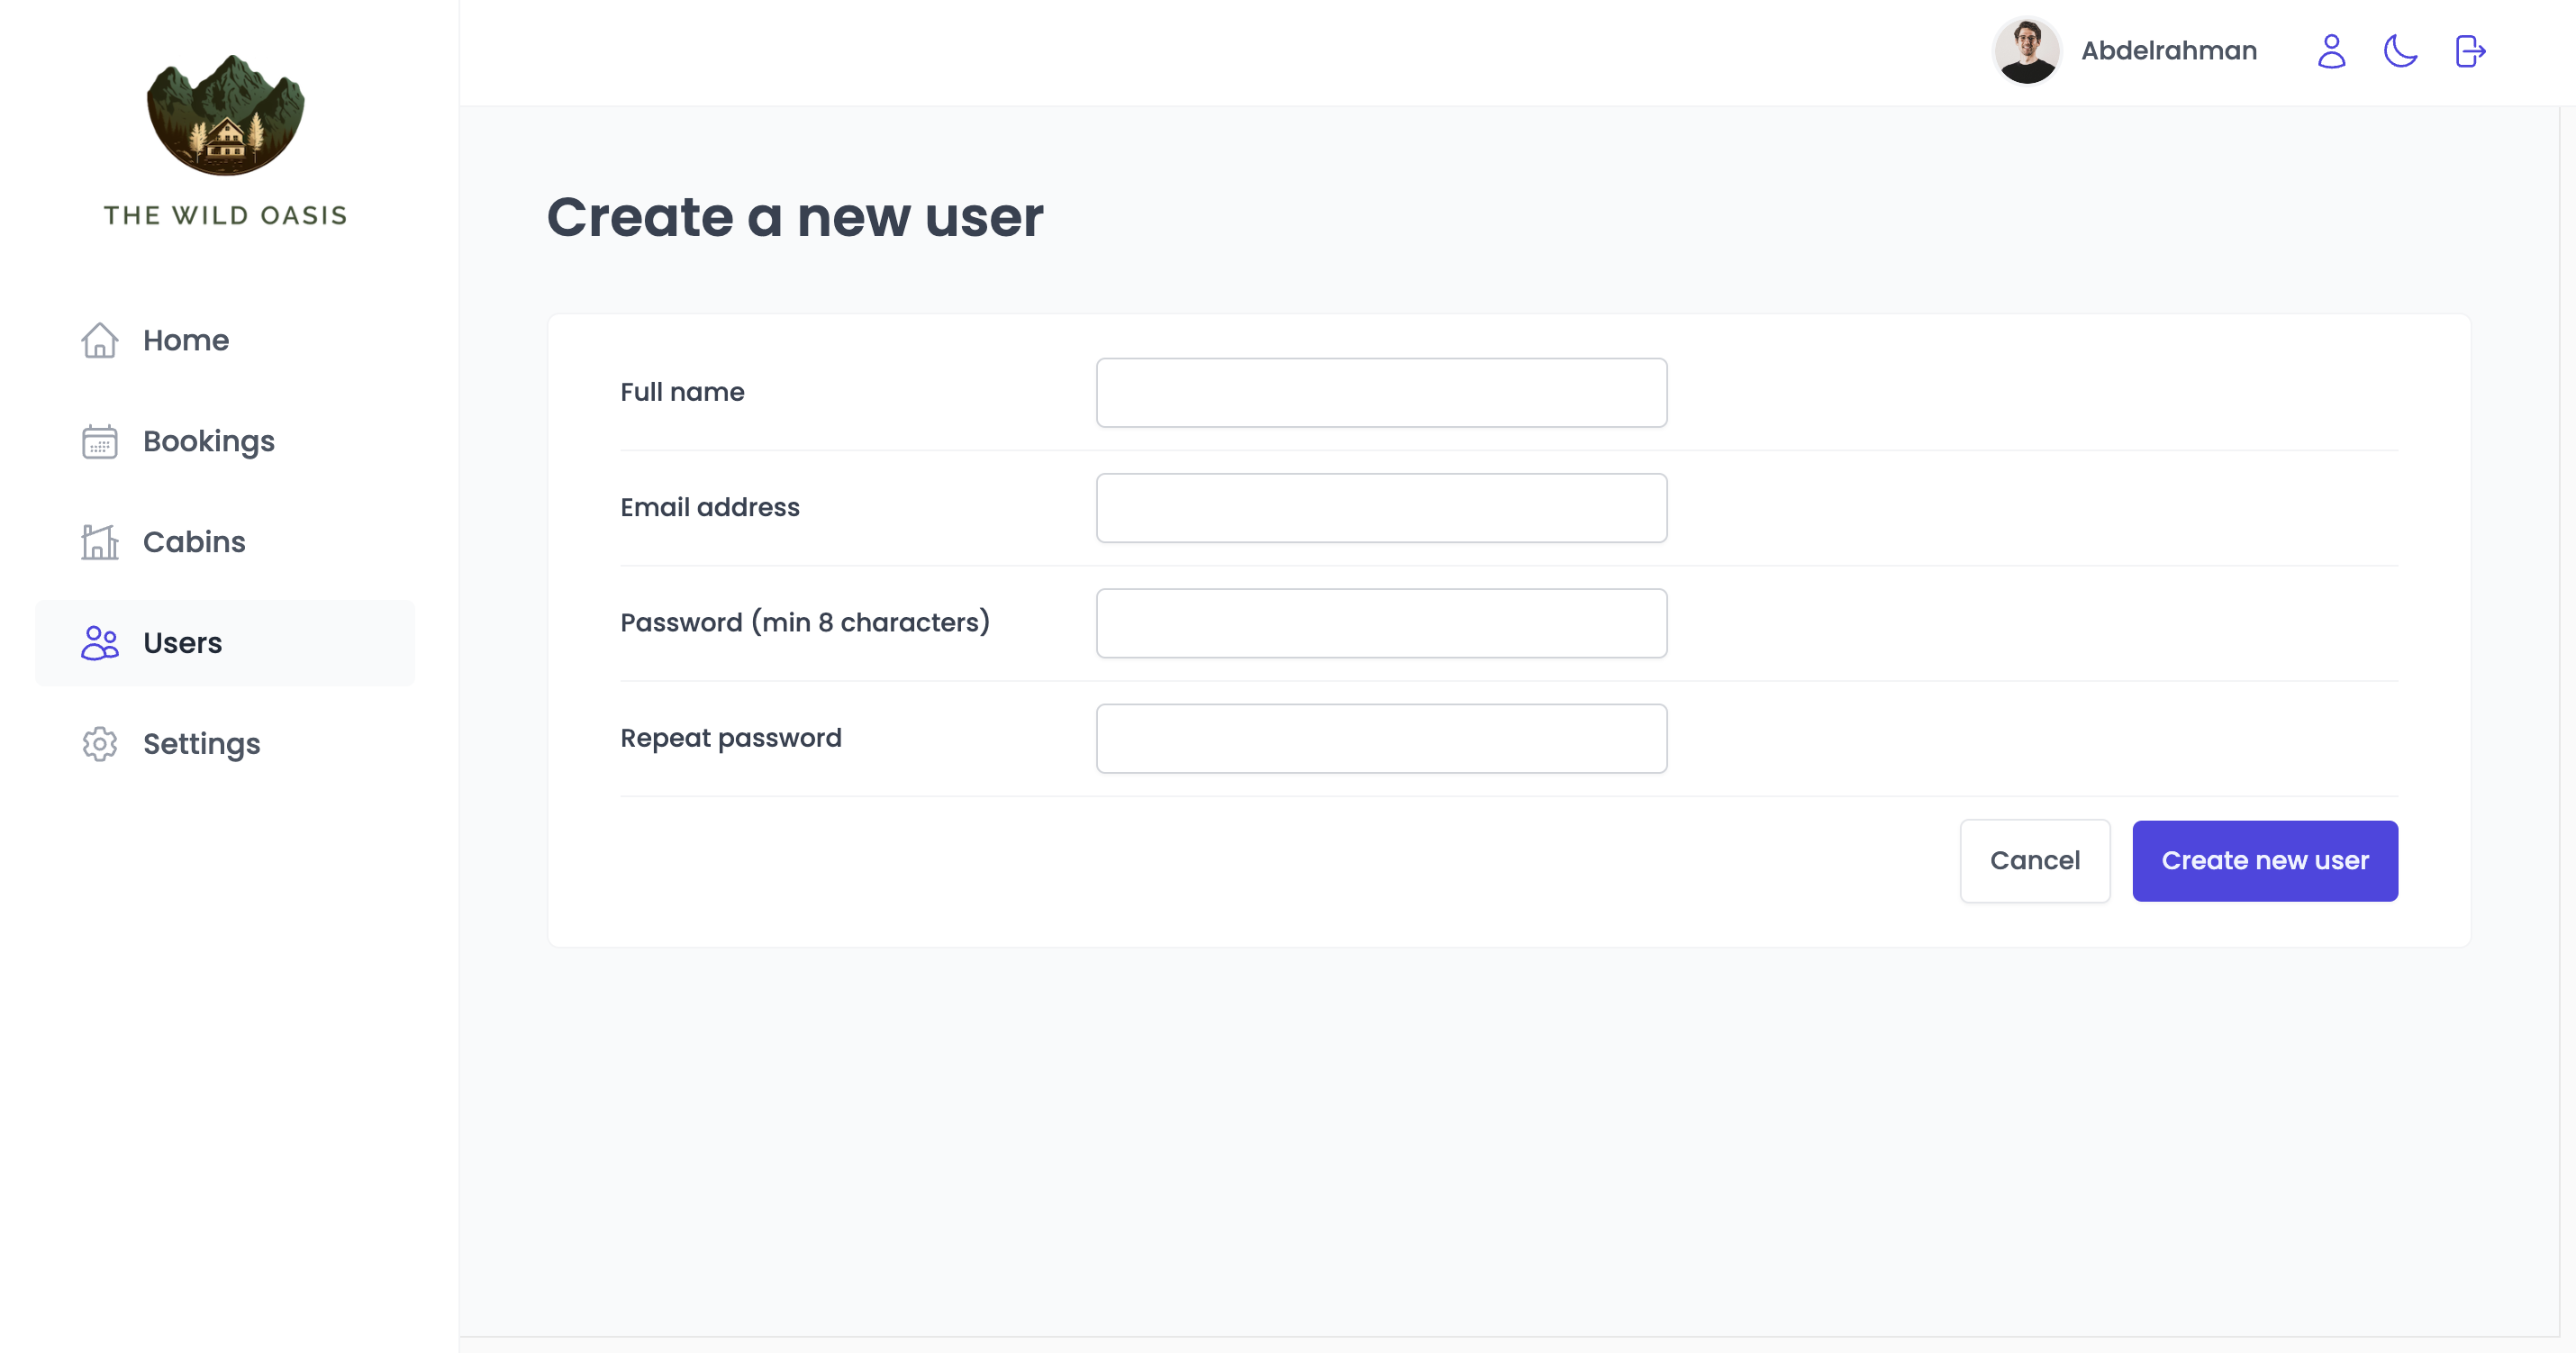 THE WILD OASIS
Home
Bookings
Cabins
Users
Settings
Abdelrahman
Create a new user
Full name
Email address
Password (min 8 characters)
Repeat password
Cancel
Create new user